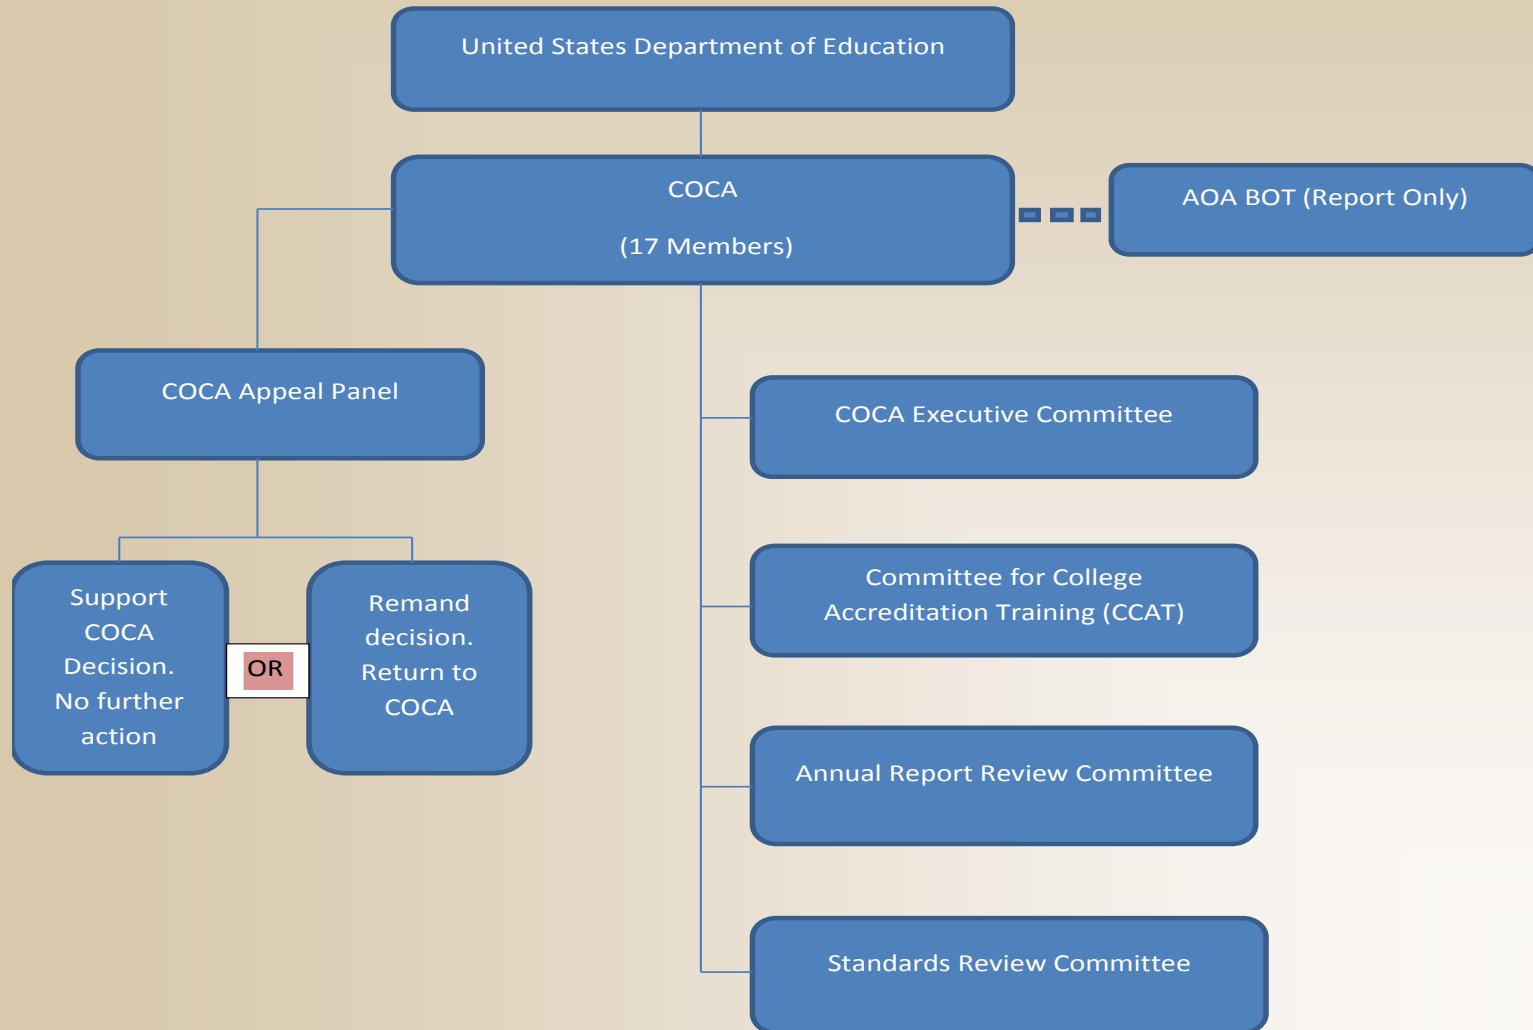 United States Department of Education
COCA
(17 Members)
AOA BOT (Report Only)
COCA Appeal Panel
COCA Executive Committee
Support
COCA
Decision.
No further
action
OR
Remand
decision.
Return to
COCA
Committee for College
Accreditation Training (CCAT)
Annual Report Review Committee
Standards Review Committee